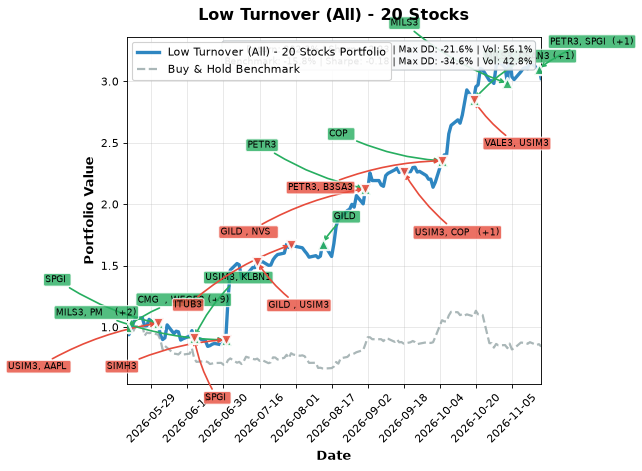 Low Turnover (All) - 20 Stocks
MILS3
PETR3, SPGI (+1)
Low Turnover (All) - 20 Stocks Portfolio
| Max DD: -21.6% | Vol: 56.1%
N3 (+1)
Buy & Hold Benchmark
| Max DD: -34.6% | Vol: 42.8%
3.0
VALE3, USIM3
COP
PETR3
2.5
PETR3, B3SA3
2.0
GILD
GILD , NVS
USIM3, COP (+1)
1.5
SPGI
USIM3, KLBN1
CMG , (+9)
ITUB3
GILD , USIM3
MILS3, PM (+2)
1.0
USIM3, AAPL
SIMH3
SPGI
Portfolio Value
2026-05-29
2026-06-1
2026-06-30
2026-07-16
2026-08-01
2026-08-17
2026-09-02
2026-09-18
2026-10-04
2026-10-20
2026-11-05
Date